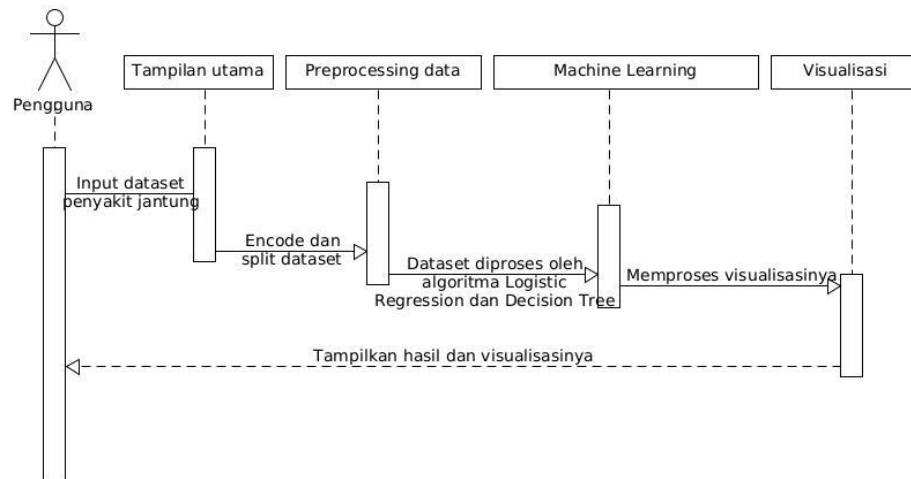 Pengguna
Tampilan utama
Preprocessing data
Machine Learning
Visualisasi
Input dataset
penyakit jantung
Encode dan
split dataset
Dataset diproses oleh
algoritma Logistic
Regression dan Decision Tree
Memproses visualisasinya
Tampilkan hasil dan visualisasinya